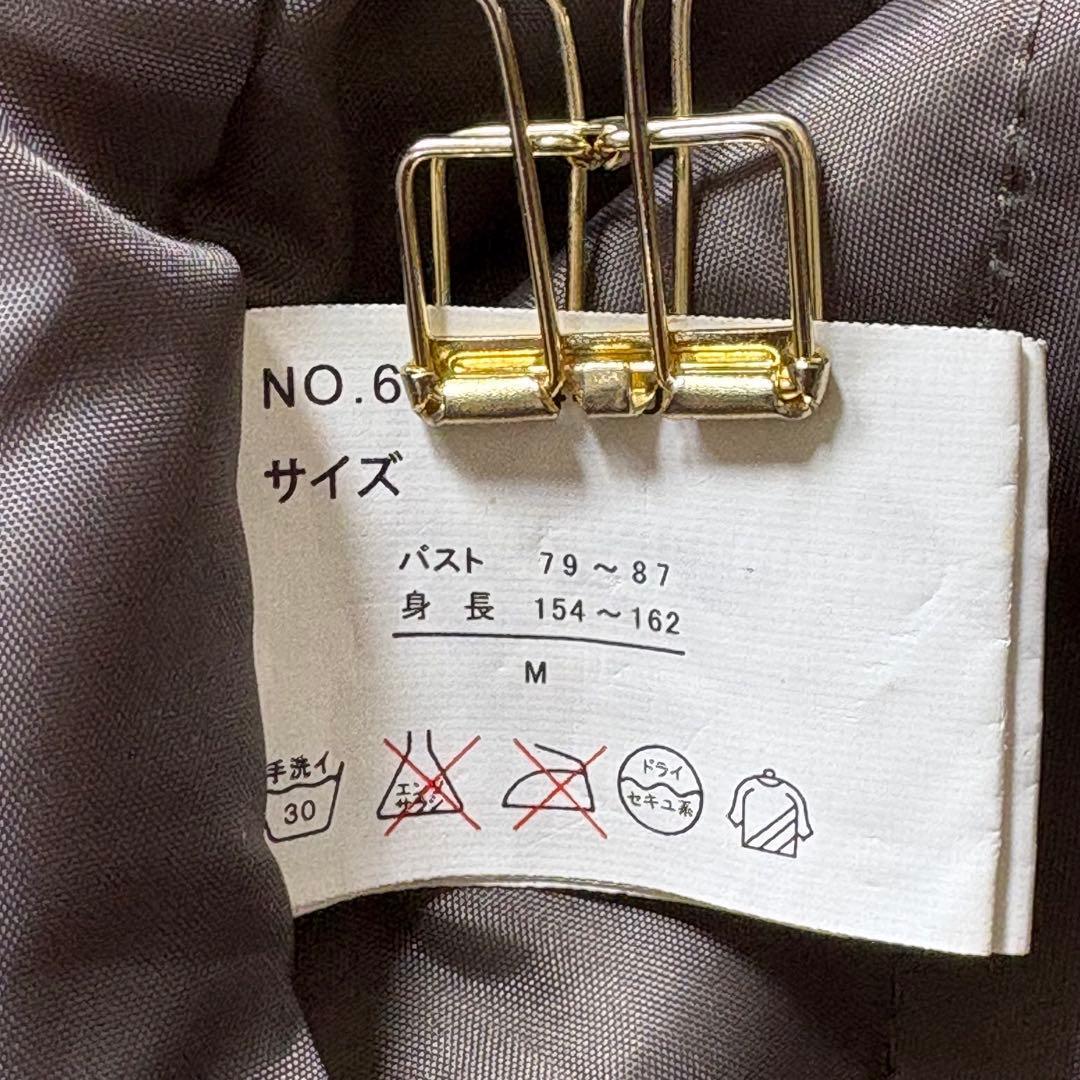 NO.6
サイズ
バスト 79～87
身長 154～162
M
手洗イ
30
エンソ
サラシ
ドライ
セキユ系